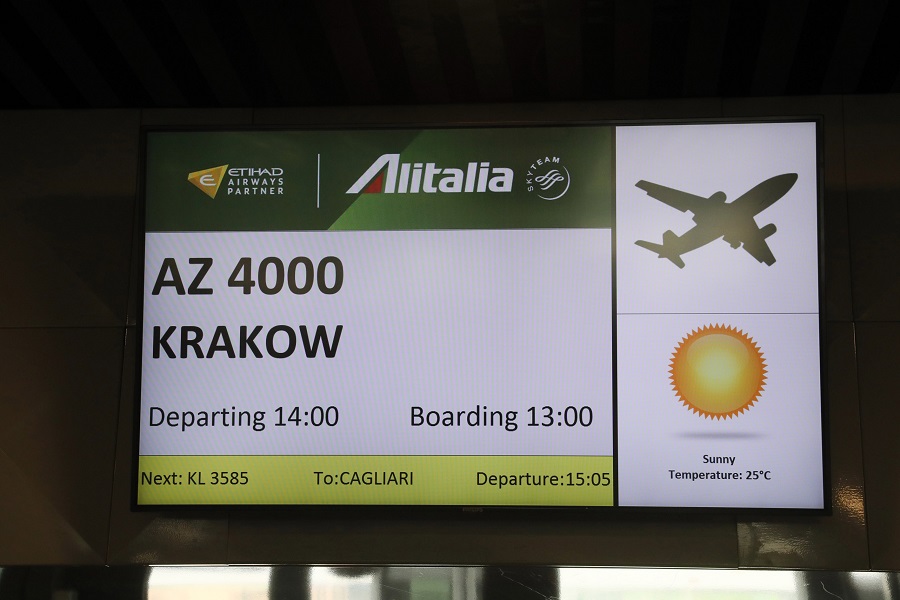 ETIHAD
AIRWAYS
PARTNER
Alitalia
SKYTEAM
AZ 4000
KRAKOW
Departing 14:00 Boarding 13:00
Next: KL 3585 To:CAGLIARI Departure:15:05
Sunny
Temperature: 25°C